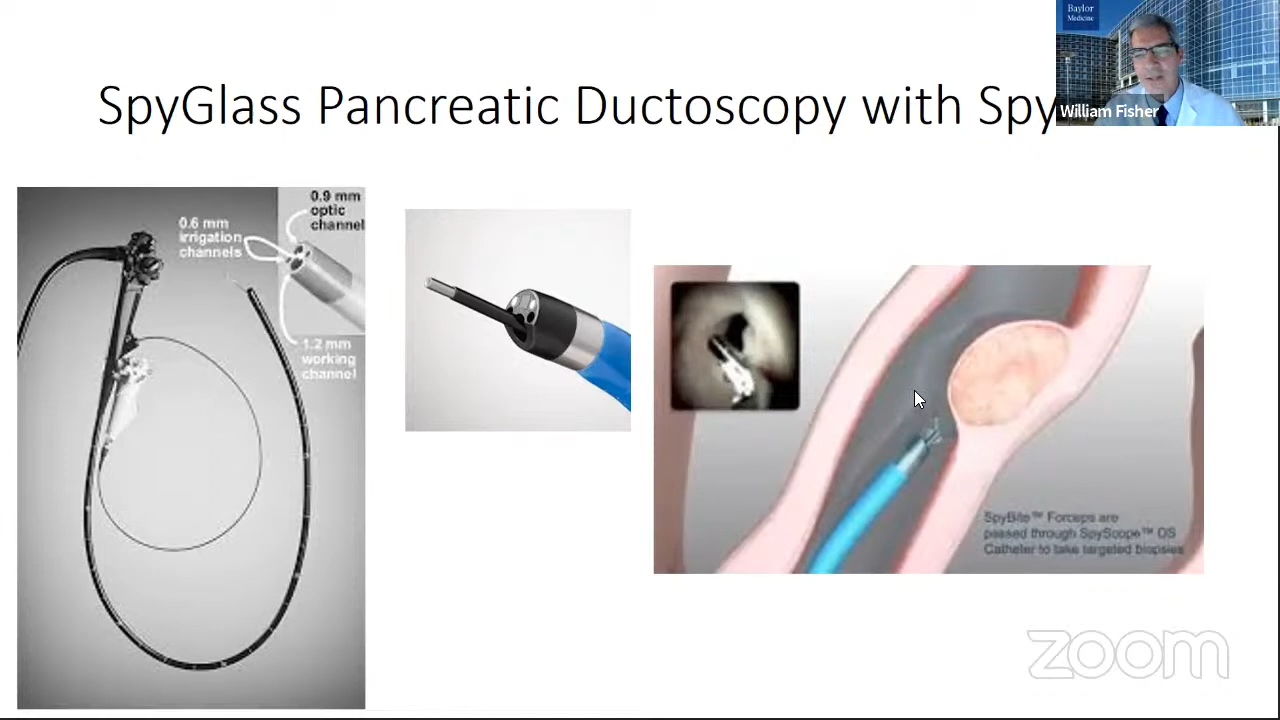 Baylor
Medicine
William Fisher
SpyGlass Pancreatic Ductoscopy with Spy
0.9 mm
optic
channel
0.6 mm
irrigation
channels
1.2 mm
working
channel
SpyBite™ Forceps are
passed through SpyScope™ DS
Catheter to take targeted biopsies
zoom